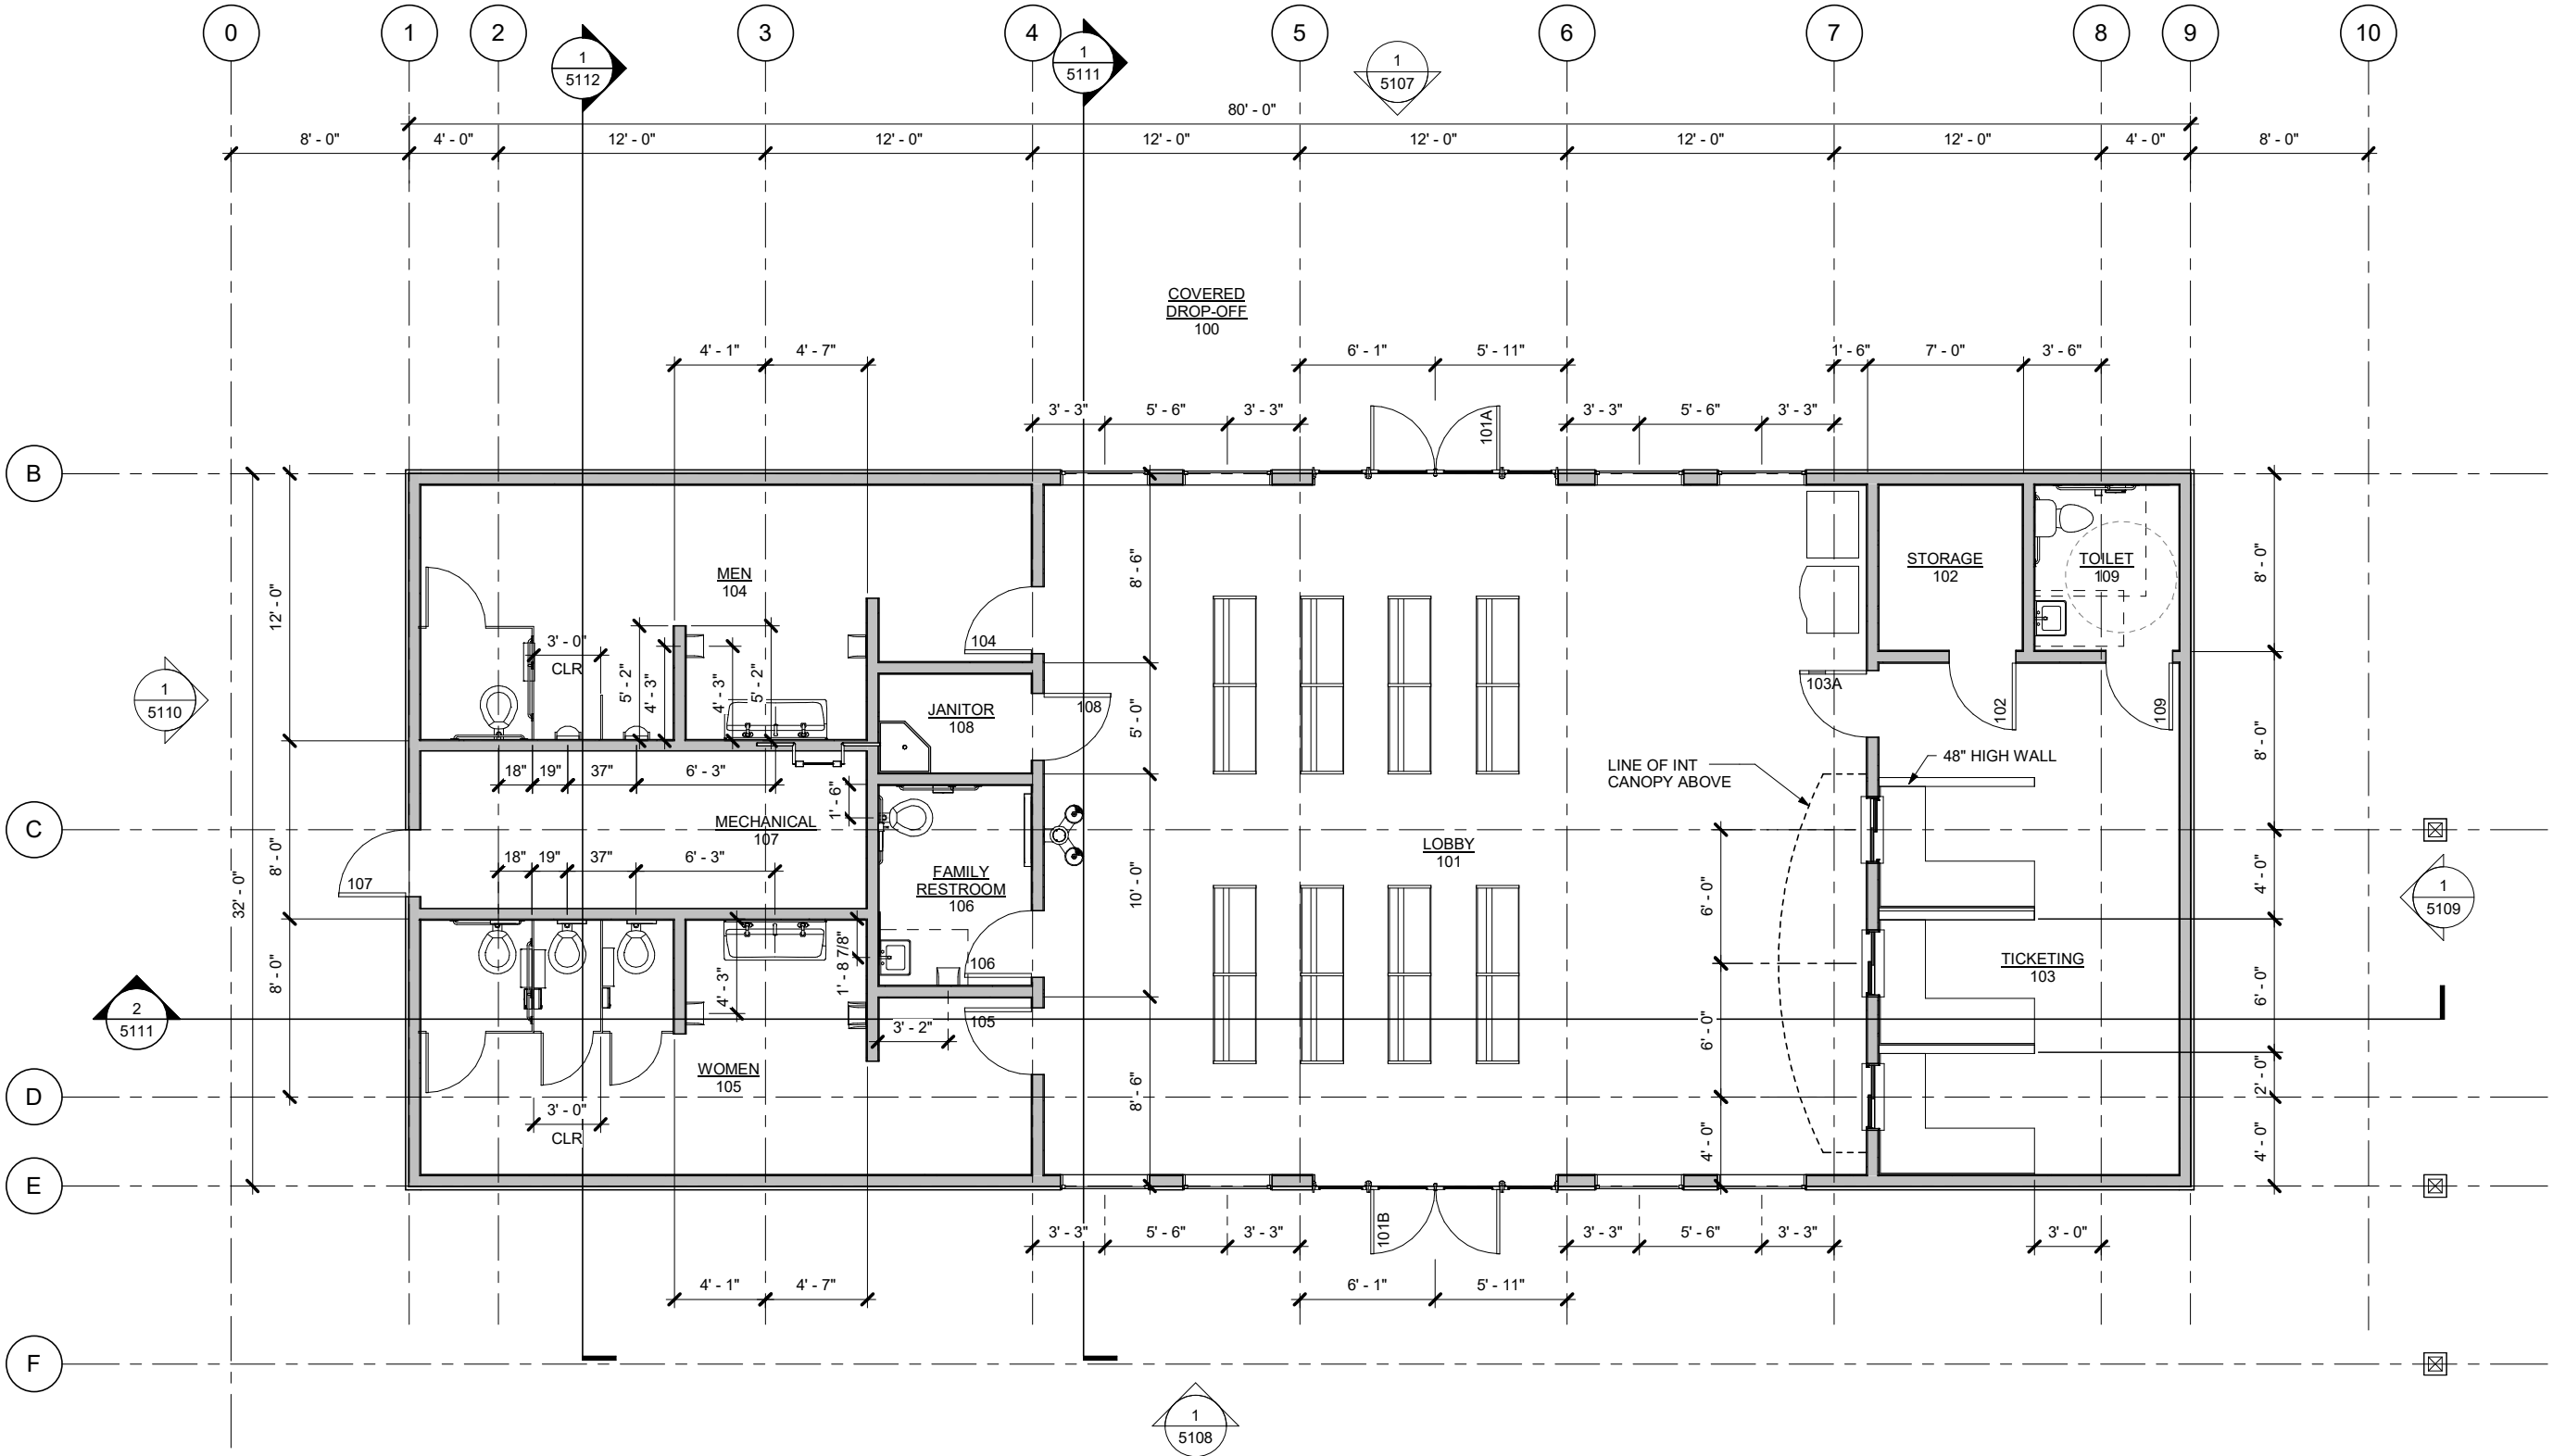 0 1 2 3 4 5 6 7 8 9 10
1
5112
1
5111
1
5107
80' - 0"
8' - 0" 4' - 0" 12' - 0" 12' - 0" 12' - 0" 12' - 0" 12' - 0" 12' - 0" 4' - 0" 8' - 0"
COVERED
DROP-OFF
100
4' - 1" 4' - 7" 6' - 1" 5' - 11" 1' - 6" 7' - 0" 3' - 6"
3' - 3" 5' - 6" 3' - 3" 101A 3' - 3" 5' - 6" 3' - 3"
B
12' - 0"
8' - 0"
8' - 0"
32' - 0"
MEN
104
104
3' - 0"
CLR
5' - 2"
4' - 3"
4' - 3"
5' - 2"
8' - 6"
5' - 0"
10' - 0"
8' - 6"
STORAGE
102
TOILET
109
8' - 0"
8' - 0"
4' - 0"
6' - 0"
2' - 0"
4' - 0"
1
5110
JANITOR
108
108
103A
102
109
18" 19" 37" 6' - 3"
1' - 6"
LINE OF INT
CANOPY ABOVE
48" HIGH WALL
C
MECHANICAL
107
107
18" 19" 37" 6' - 3"
FAMILY
RESTROOM
106
106
LOBBY
101
6' - 0"
6' - 0"
4' - 0"
1
5109
TICKETING
103
4' - 3"
1' - 8 7/8"
2
5111
3' - 2"
105
WOMEN
105
D
3' - 0"
CLR
E
3' - 3" 5' - 6" 3' - 3" 101B 3' - 3" 5' - 6" 3' - 3" 3' - 0"
4' - 1" 4' - 7" 6' - 1" 5' - 11"
F
1
5108